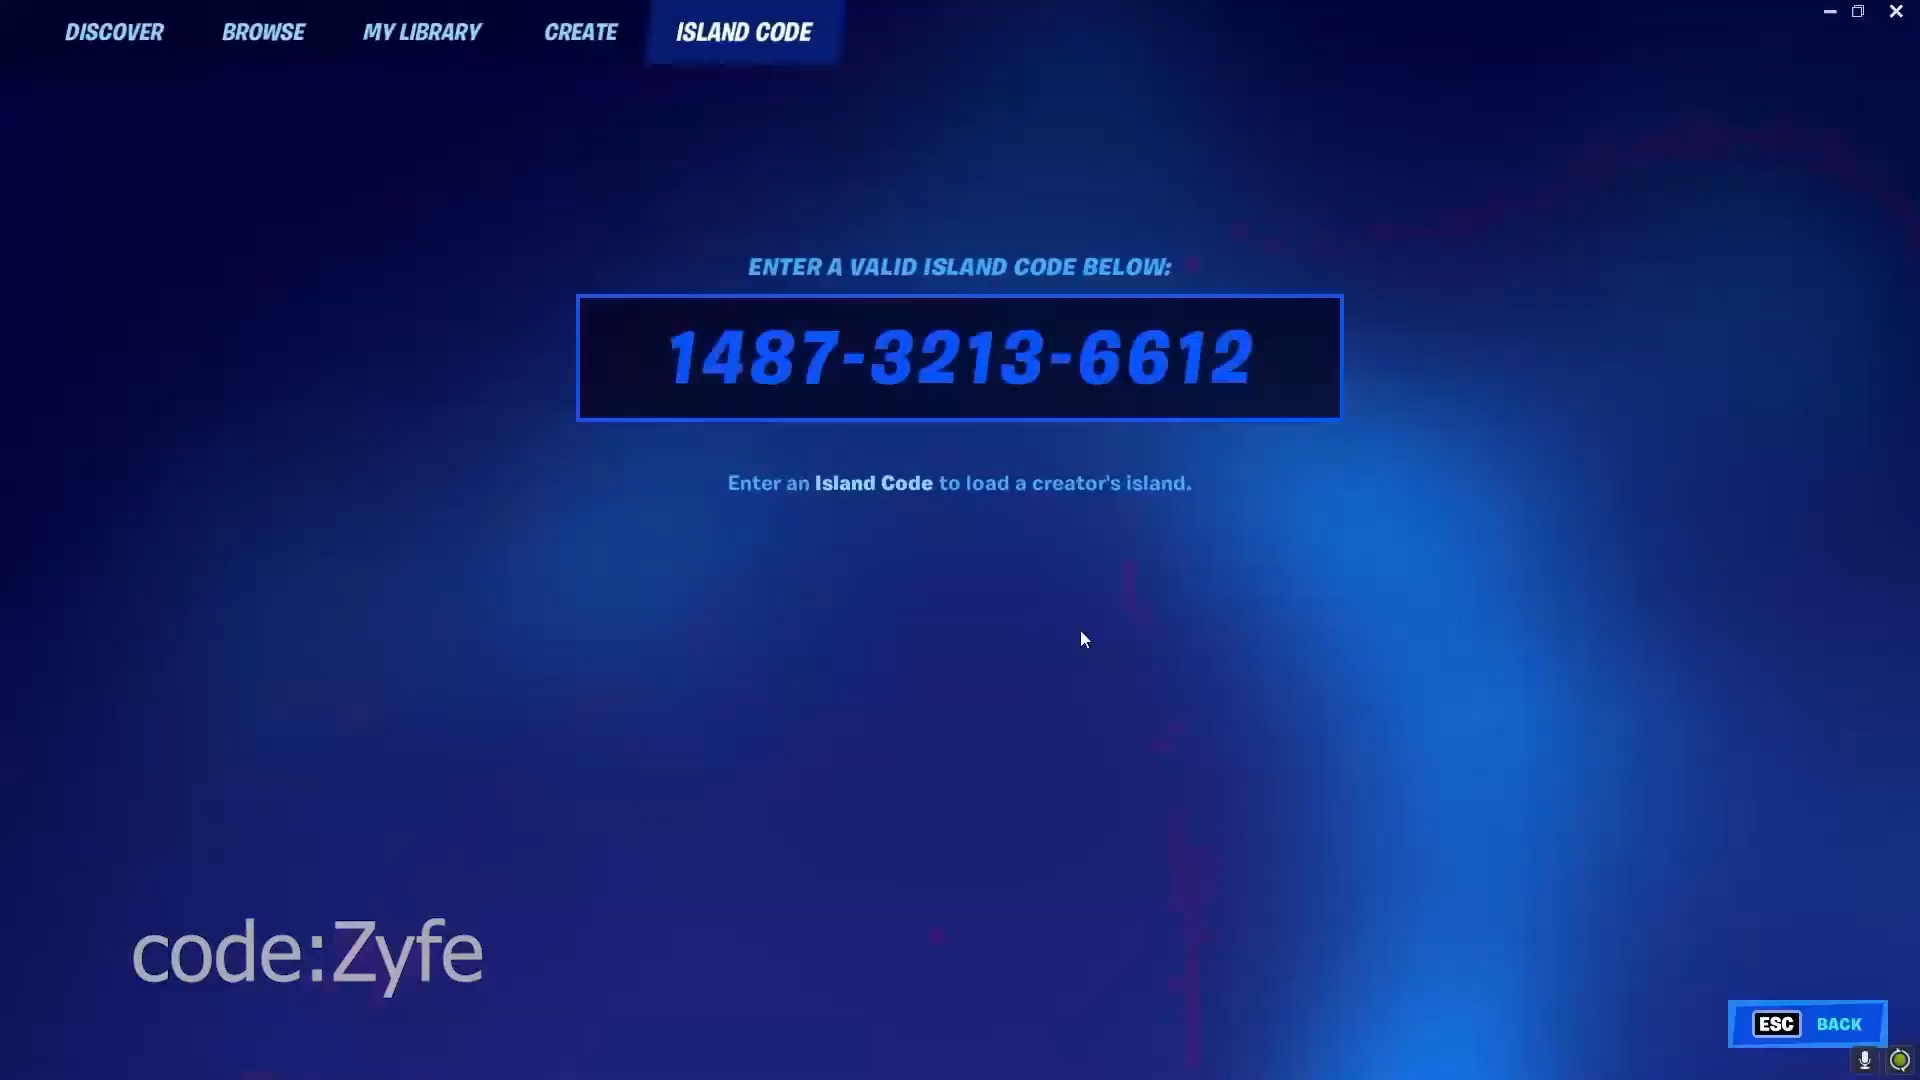 DISCOVER BROWSE MY LIBRARY CREATE ISLAND CODE
ENTER A VALID ISLAND CODE BELOW:
1487-3213-6612
Enter an Island Code to load a creator's island.
code:Zyfe
ESC BACK